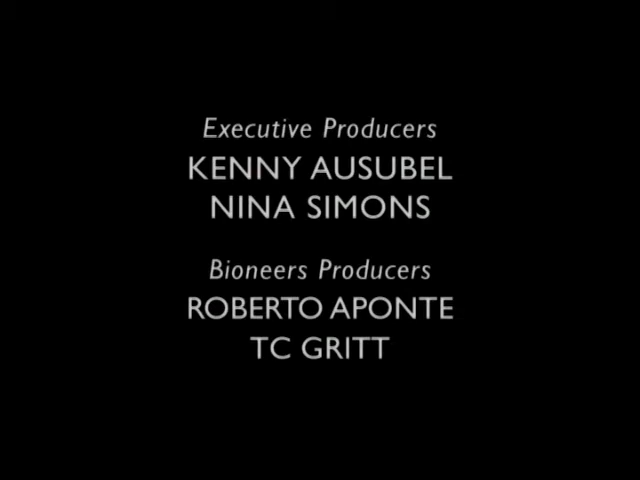 Executive Producers
KENNY AUSUBEL
NINA SIMONS
Bioneers Producers
ROBERTO APONTE
TC GRITT